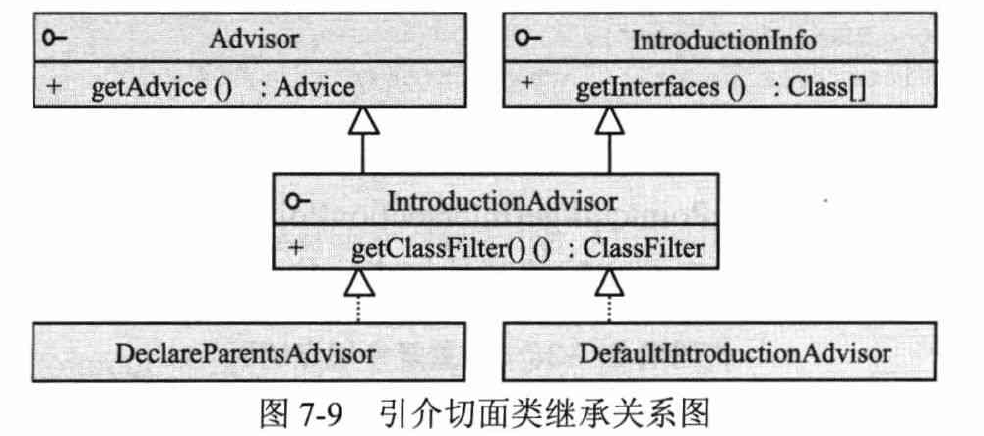 Advisor
+ getAdvice () : Advice
IntroductionInfo
+ getInterfaces () : Class[]
IntroductionAdvisor
+ getClassFilter() () : ClassFilter
DeclareParentsAdvisor
DefaultIntroductionAdvisor
图 7-9 引介切面类继承关系图